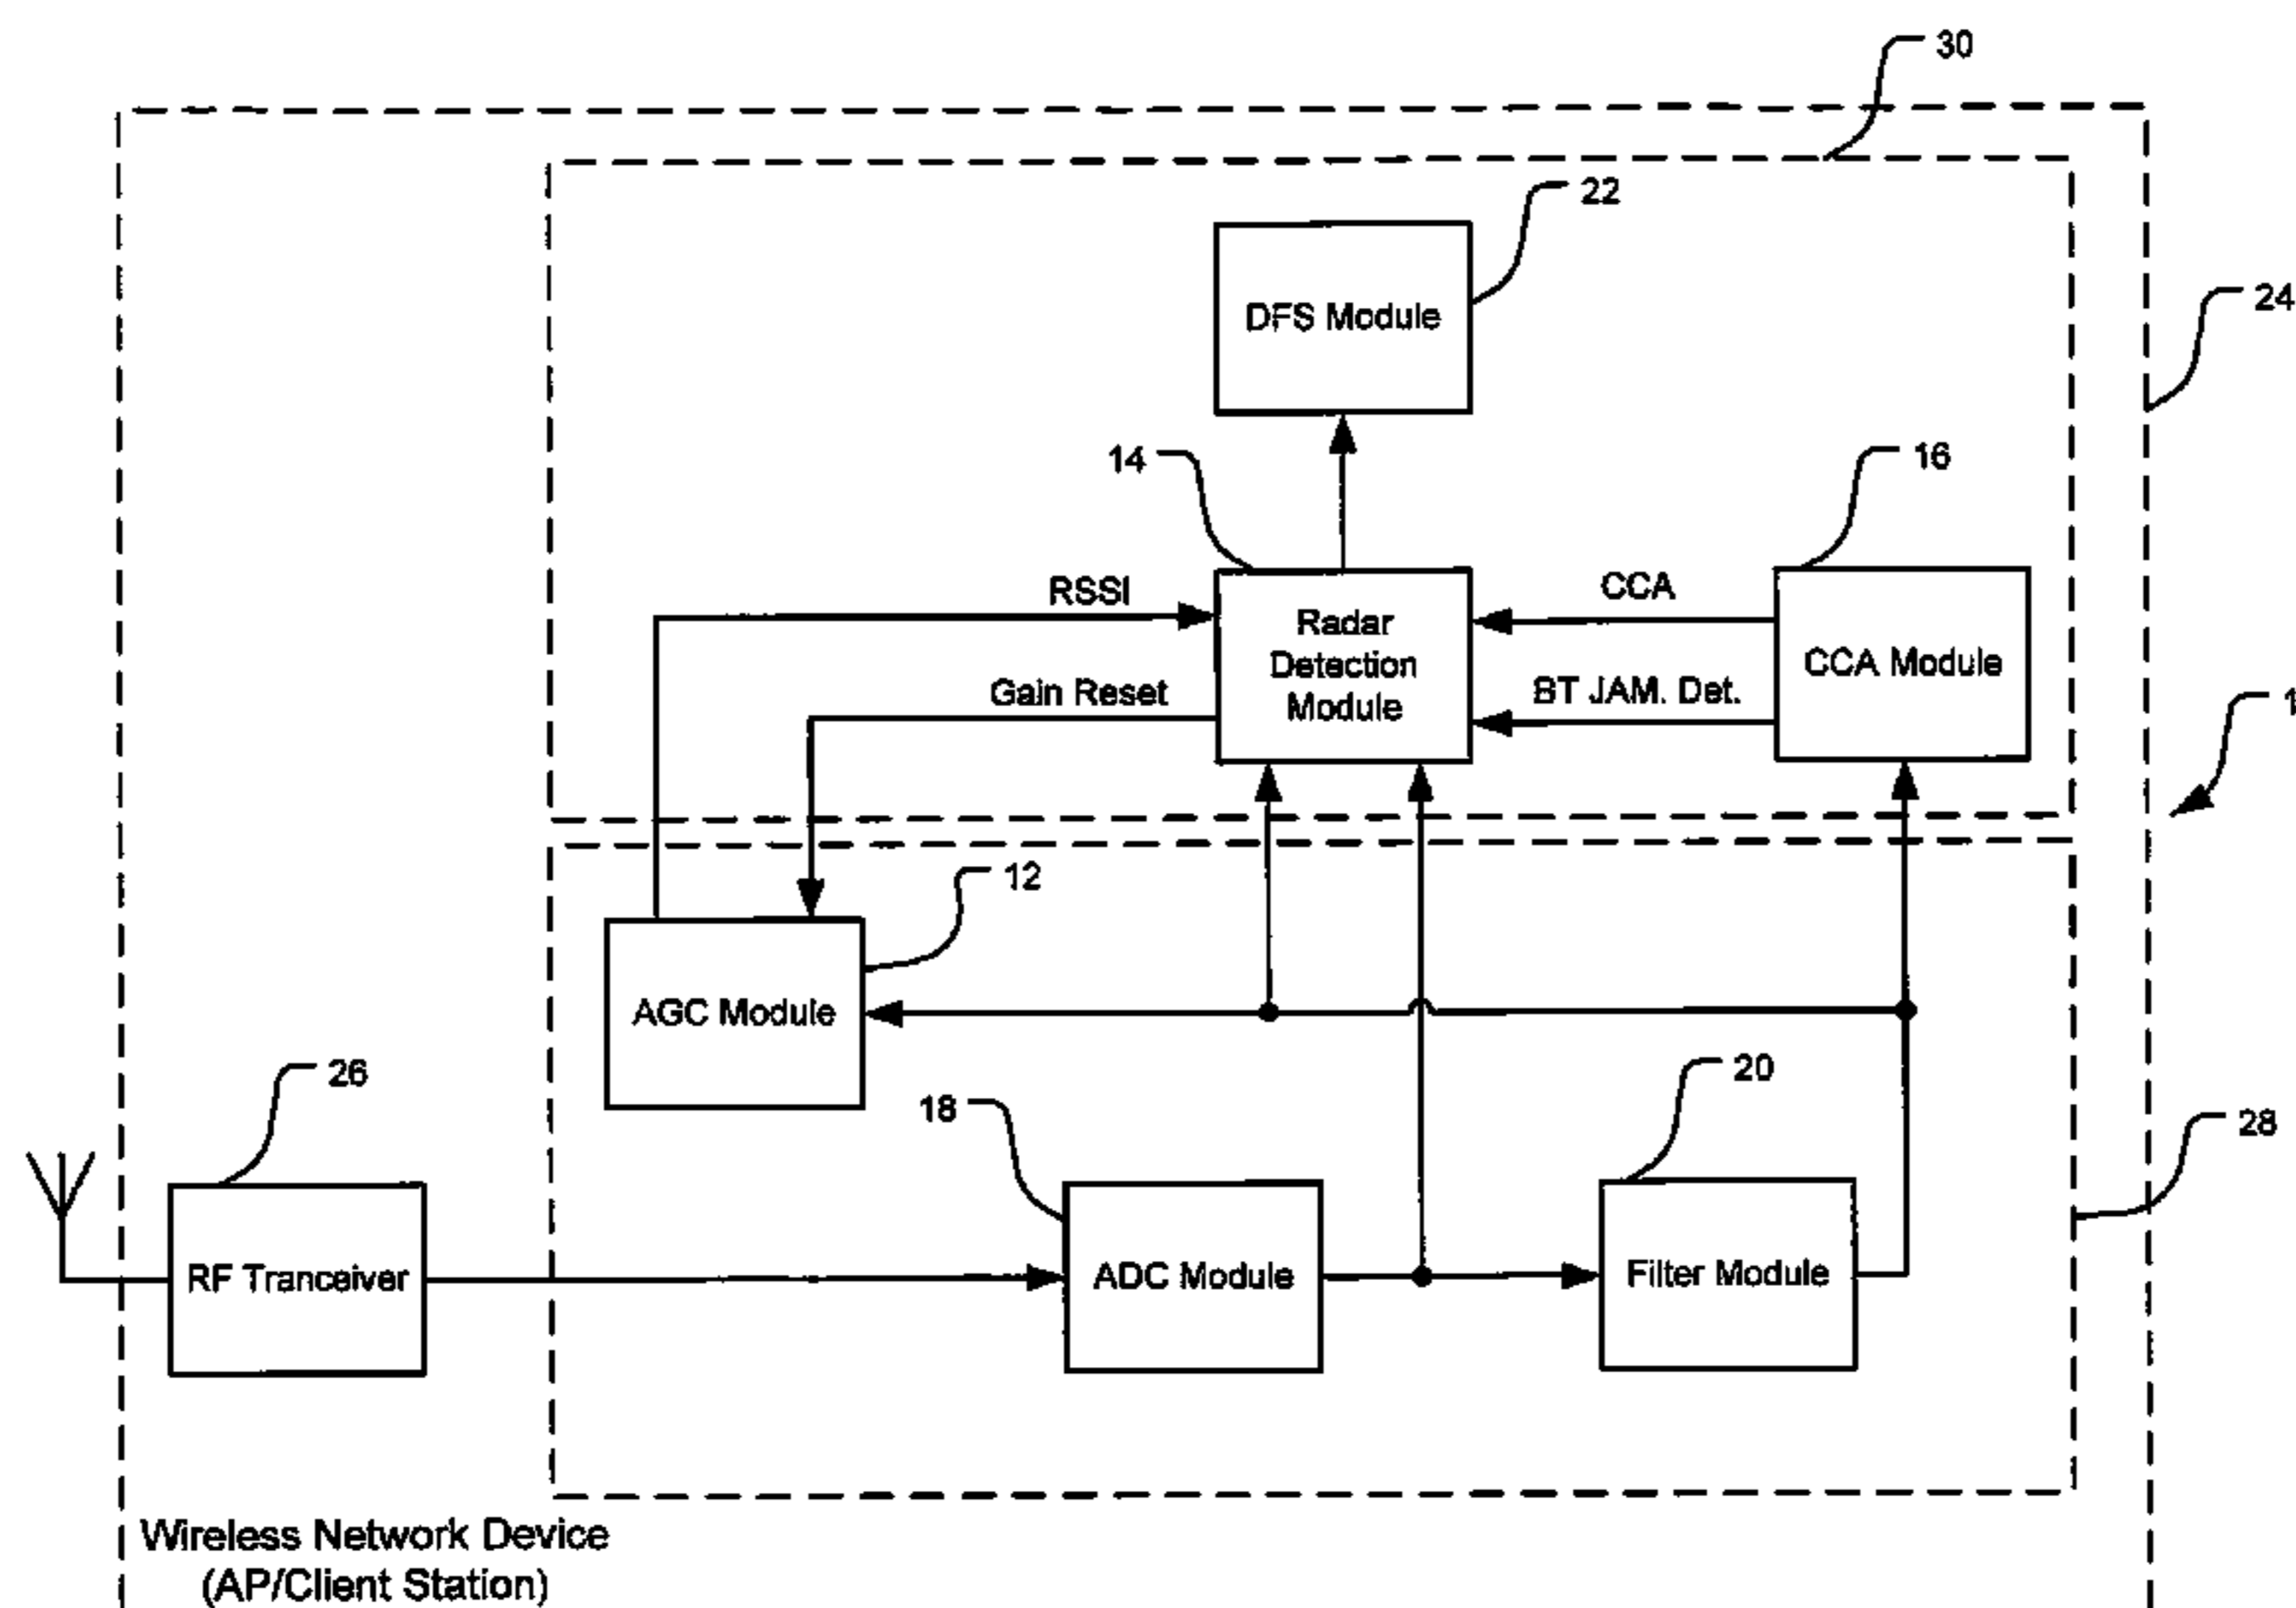 30
22
DFS Module
24
14
16
RSSI
CCA
Radar
Detection
Module
CCA Module
Gain Reset
BT JAM. Det.
12
AGC Module
26
20
18
28
RF Tranceiver
ADC Module
Filter Module
Wireless Network Device
(AP/Client Station)